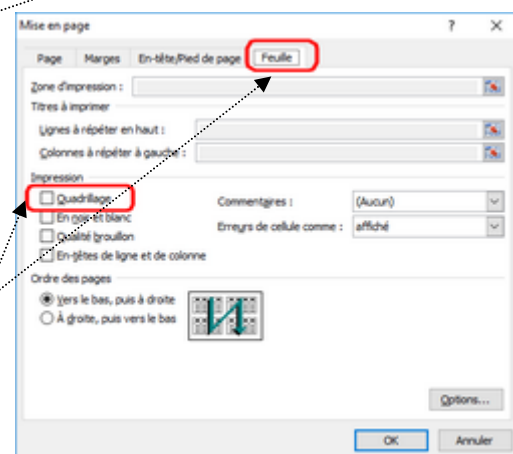 Mise en page ? ×
Page Marges En-tête/Pied de page Feuille
Zone d'impression :
Titres à imprimer
Lignes à répéter en haut :
Colonnes à répéter à gauche :
Impression
Quadrillage Commentaires : (Aucun)
En noir et blanc Erreurs de cellule comme : affiché
Qualité brouillon
En-têtes de ligne et de colonne
Ordre des pages
Vers le bas, puis à droite
À droite, puis vers le bas
Options...
OK Annuler